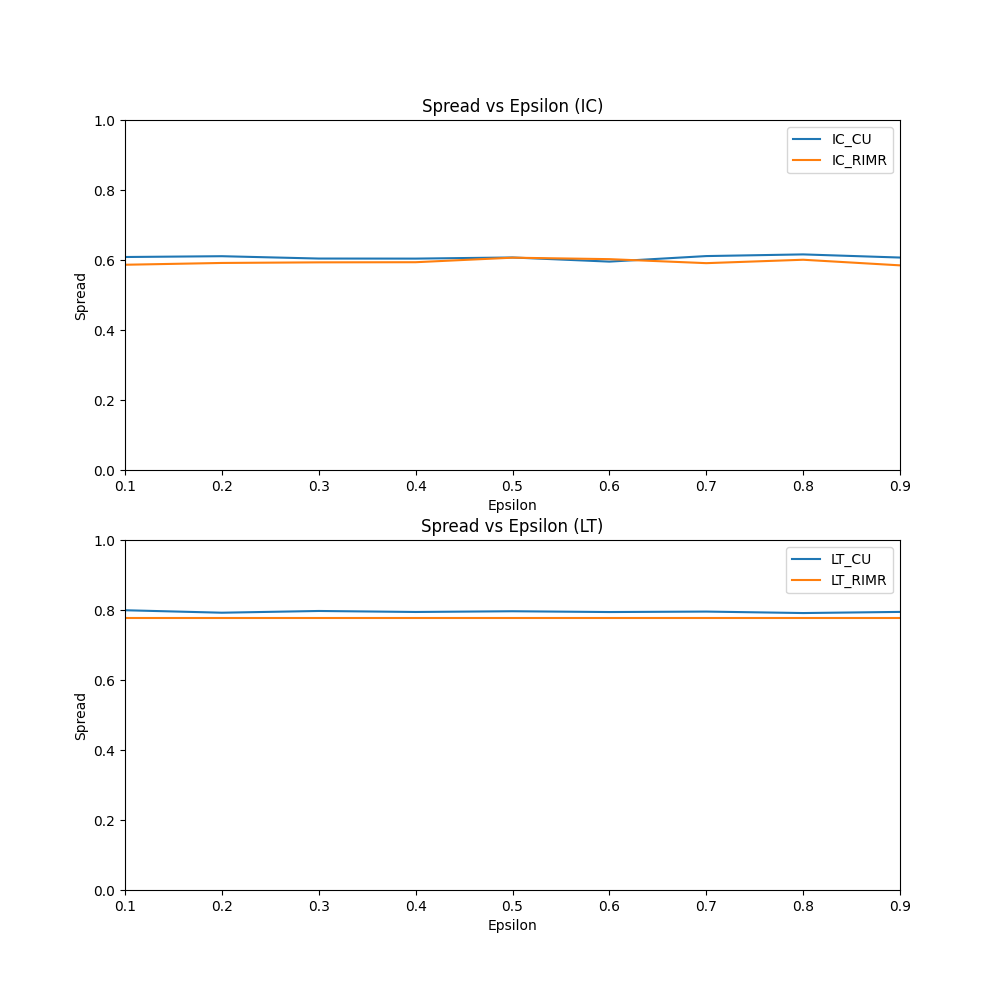 Spread vs Epsilon (IC)
1.0
0.8
0.6
0.4
0.2
0.0
Spread
IC_CU
IC_RIMR
0.1 0.2 0.3 0.4 0.5 0.6 0.7 0.8 0.9
Epsilon
Spread vs Epsilon (LT)
1.0
0.8
0.6
0.4
0.2
0.0
Spread
LT_CU
LT_RIMR
0.1 0.2 0.3 0.4 0.5 0.6 0.7 0.8 0.9
Epsilon